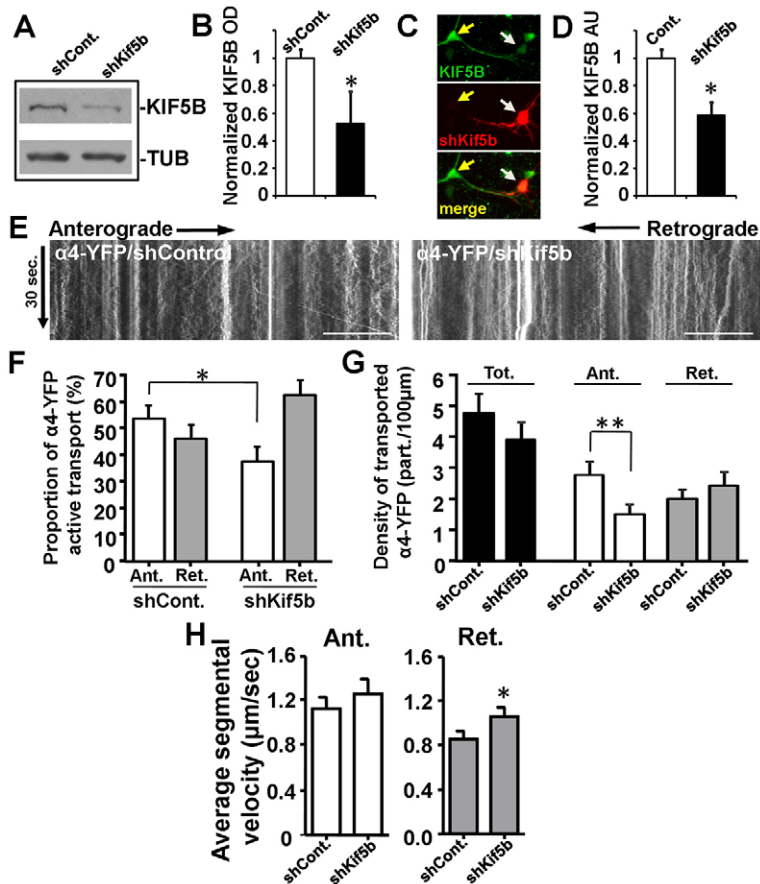 A
shCont.
shKif5b
-KIF5B
-TUB
B
Normalized KIF5B OD
shCont.
shKif5b
1
0.8
0.6
0.4
0.2
0
*
C
KIF5B
shKif5b
merge
D
Normalized KIF5B AU
Cont.
shKif5b
1
0.8
0.6
0.4
0.2
0
*
E
Anterograde
Retrograde
30 sec.
α4-YFP/shControl
α4-YFP/shKif5b
F
Proportion of α4-YFP
active transport (%)
70
60
50
40
30
20
10
0
*
Ant.
Ret.
Ant.
Ret.
shCont.
shKif5b
G
Density of transported
α4-YFP (part./100µm)
Tot.
Ant.
Ret.
6
5
4
3
2
1
0
**
shCont.
shKif5b
shCont.
shKif5b
shCont.
shKif5b
H
Average segmental
velocity (µm/sec)
Ant.
1.6
1.2
0.8
0.4
0
shCont.
shKif5b
Ret.
1.6
1.2
0.8
0.4
0.0
*
shCont.
shKif5b